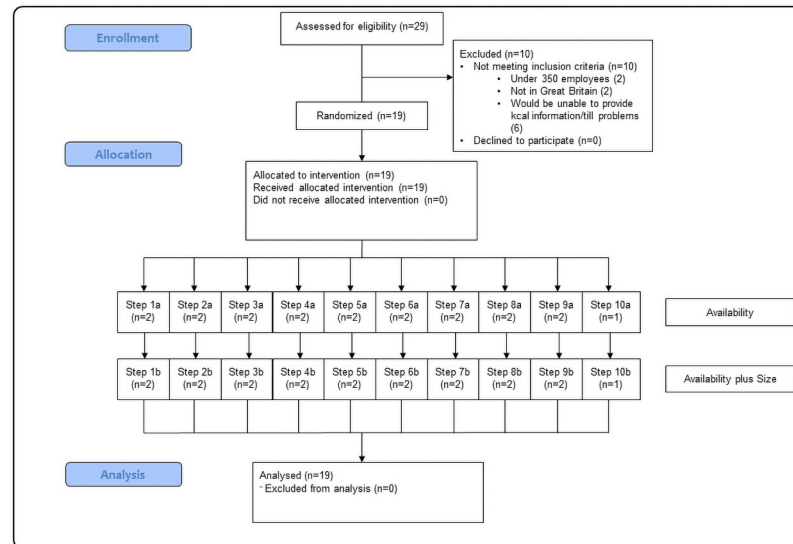 Enrollment
Assessed for eligibility (n=29)
Excluded (n=10)
• Not meeting inclusion criteria (n=10)
• Under 350 employees (2)
• Not in Great Britain (2)
• Would be unable to provide
kcal information/till problems
(6)
• Declined to participate (n=0)
Randomized (n=19)
Allocation
Allocated to intervention (n=19)
Received allocated intervention (n=19)
Did not receive allocated intervention (n=0)
Step 1a Step 2a Step 3a Step 4a Step 5a Step 6a Step 7a Step 8a Step 9a Step 10a
(n=2) (n=2) (n=2) (n=2) (n=2) (n=2) (n=2) (n=2) (n=2) (n=1)
Availability
Step 1b Step 2b Step 3b Step 4b Step 5b Step 6b Step 7b Step 8b Step 9b Step 10b
(n=2) (n=2) (n=2) (n=2) (n=2) (n=2) (n=2) (n=2) (n=2) (n=1)
Availability plus Size
Analysis
Analysed (n=19)
Excluded from analysis (n=0)